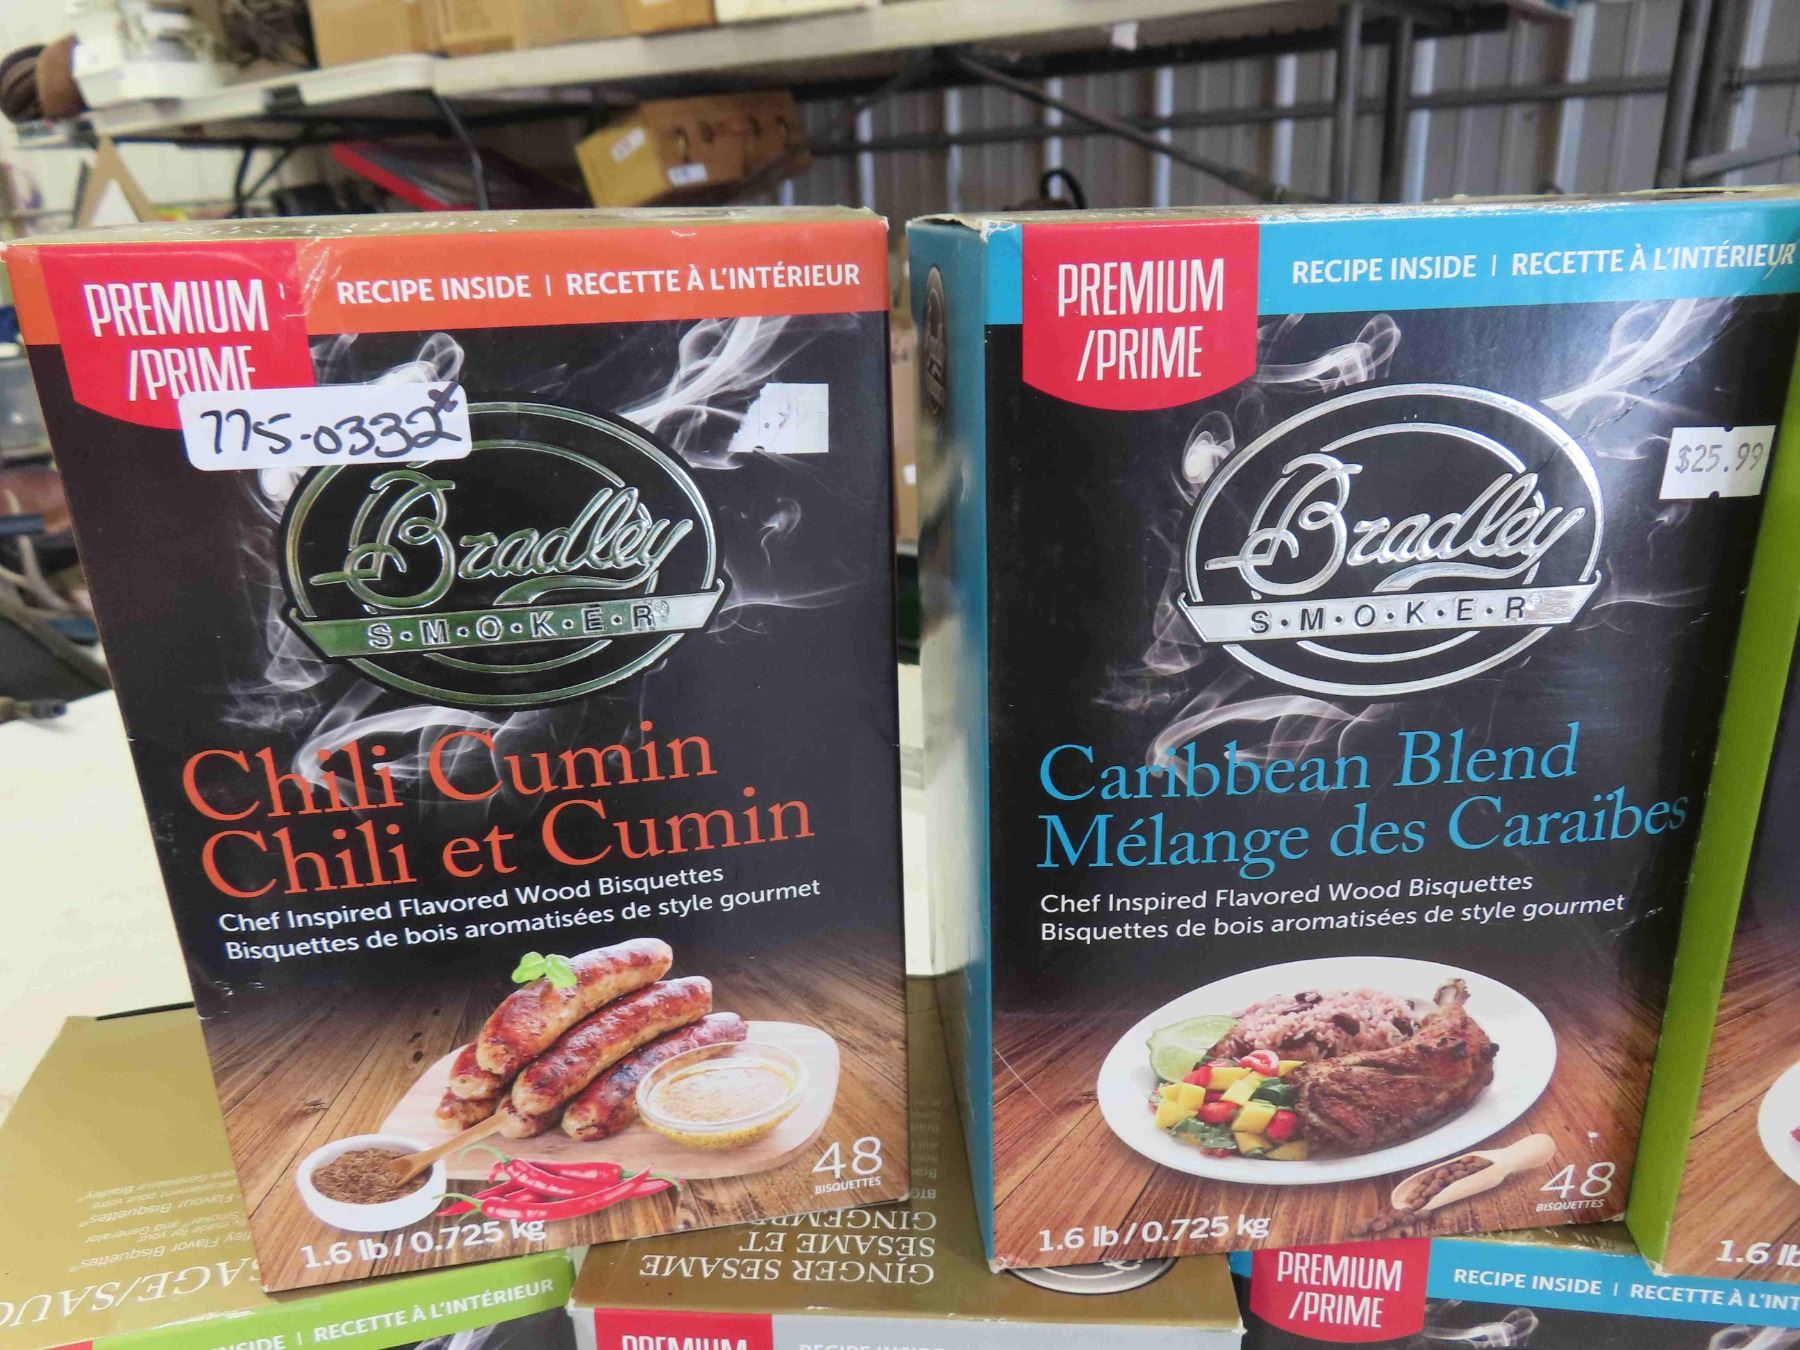 PREMIUM
/PRIME
RECIPE INSIDE | RECETTE À L'INTÉRIEUR
775-0332
Bradley
S•M•O•K•E•R®
Chili Cumin
Chili et Cumin
Chef Inspired Flavored Wood Bisquettes
Bisquettes de bois aromatisées de style gourmet
48
BISQUETTES
1.6 lb / 0.725 kg
PREMIUM
/PRIME
RECIPE INSIDE | RECETTE À L'INTÉRIEUR
$25.99
Bradley
S•M•O•K•E•R®
Caribbean Blend
Mélange des Caraïbes
Chef Inspired Flavored Wood Bisquettes
Bisquettes de bois aromatisées de style gourmet
48
BISQUETTES
1.6 lb / 0.725 kg
1.6 lb
GINGER SESAME
SESAME ET
RECETTE À L'INTÉRIEUR
PREMIUM
PREMIUM
/PRIME
RECIPE INSIDE | RECETTE À L'INT